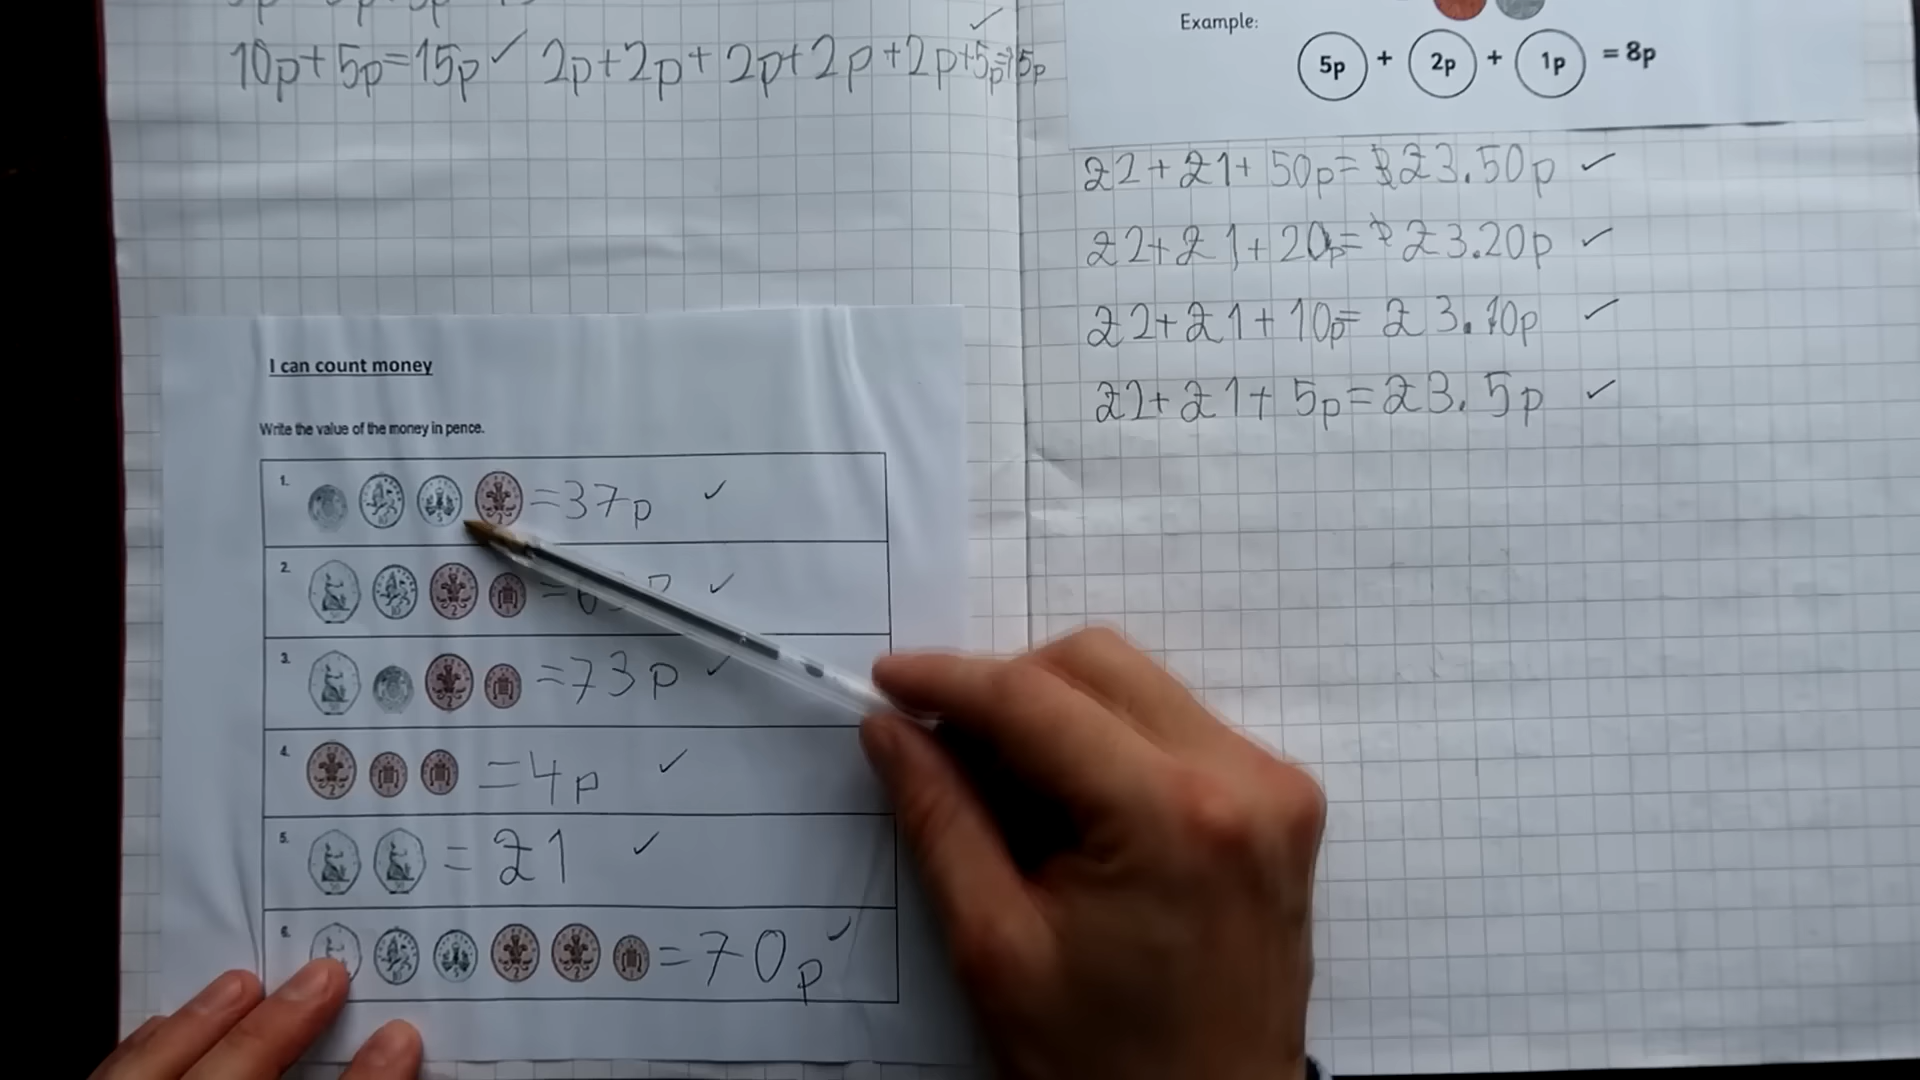 10p+5p=15p ✓ 2p+2p+2p+2p+2p+5p=15p ✓
I can count money
Write the value of the money in pence.
1. =37p ✓
2. ✓
3. =73p ✓
4. =4p ✓
5. = £1 ✓
6. =70p ✓
Example:
5p + 2p + 1p = 8p
£2+£1+50p=£3.50p ✓
£2+£1+20p=£3.20p ✓
£2+£1+10p=£3.10p ✓
£2+£1+5p=£3.5p ✓